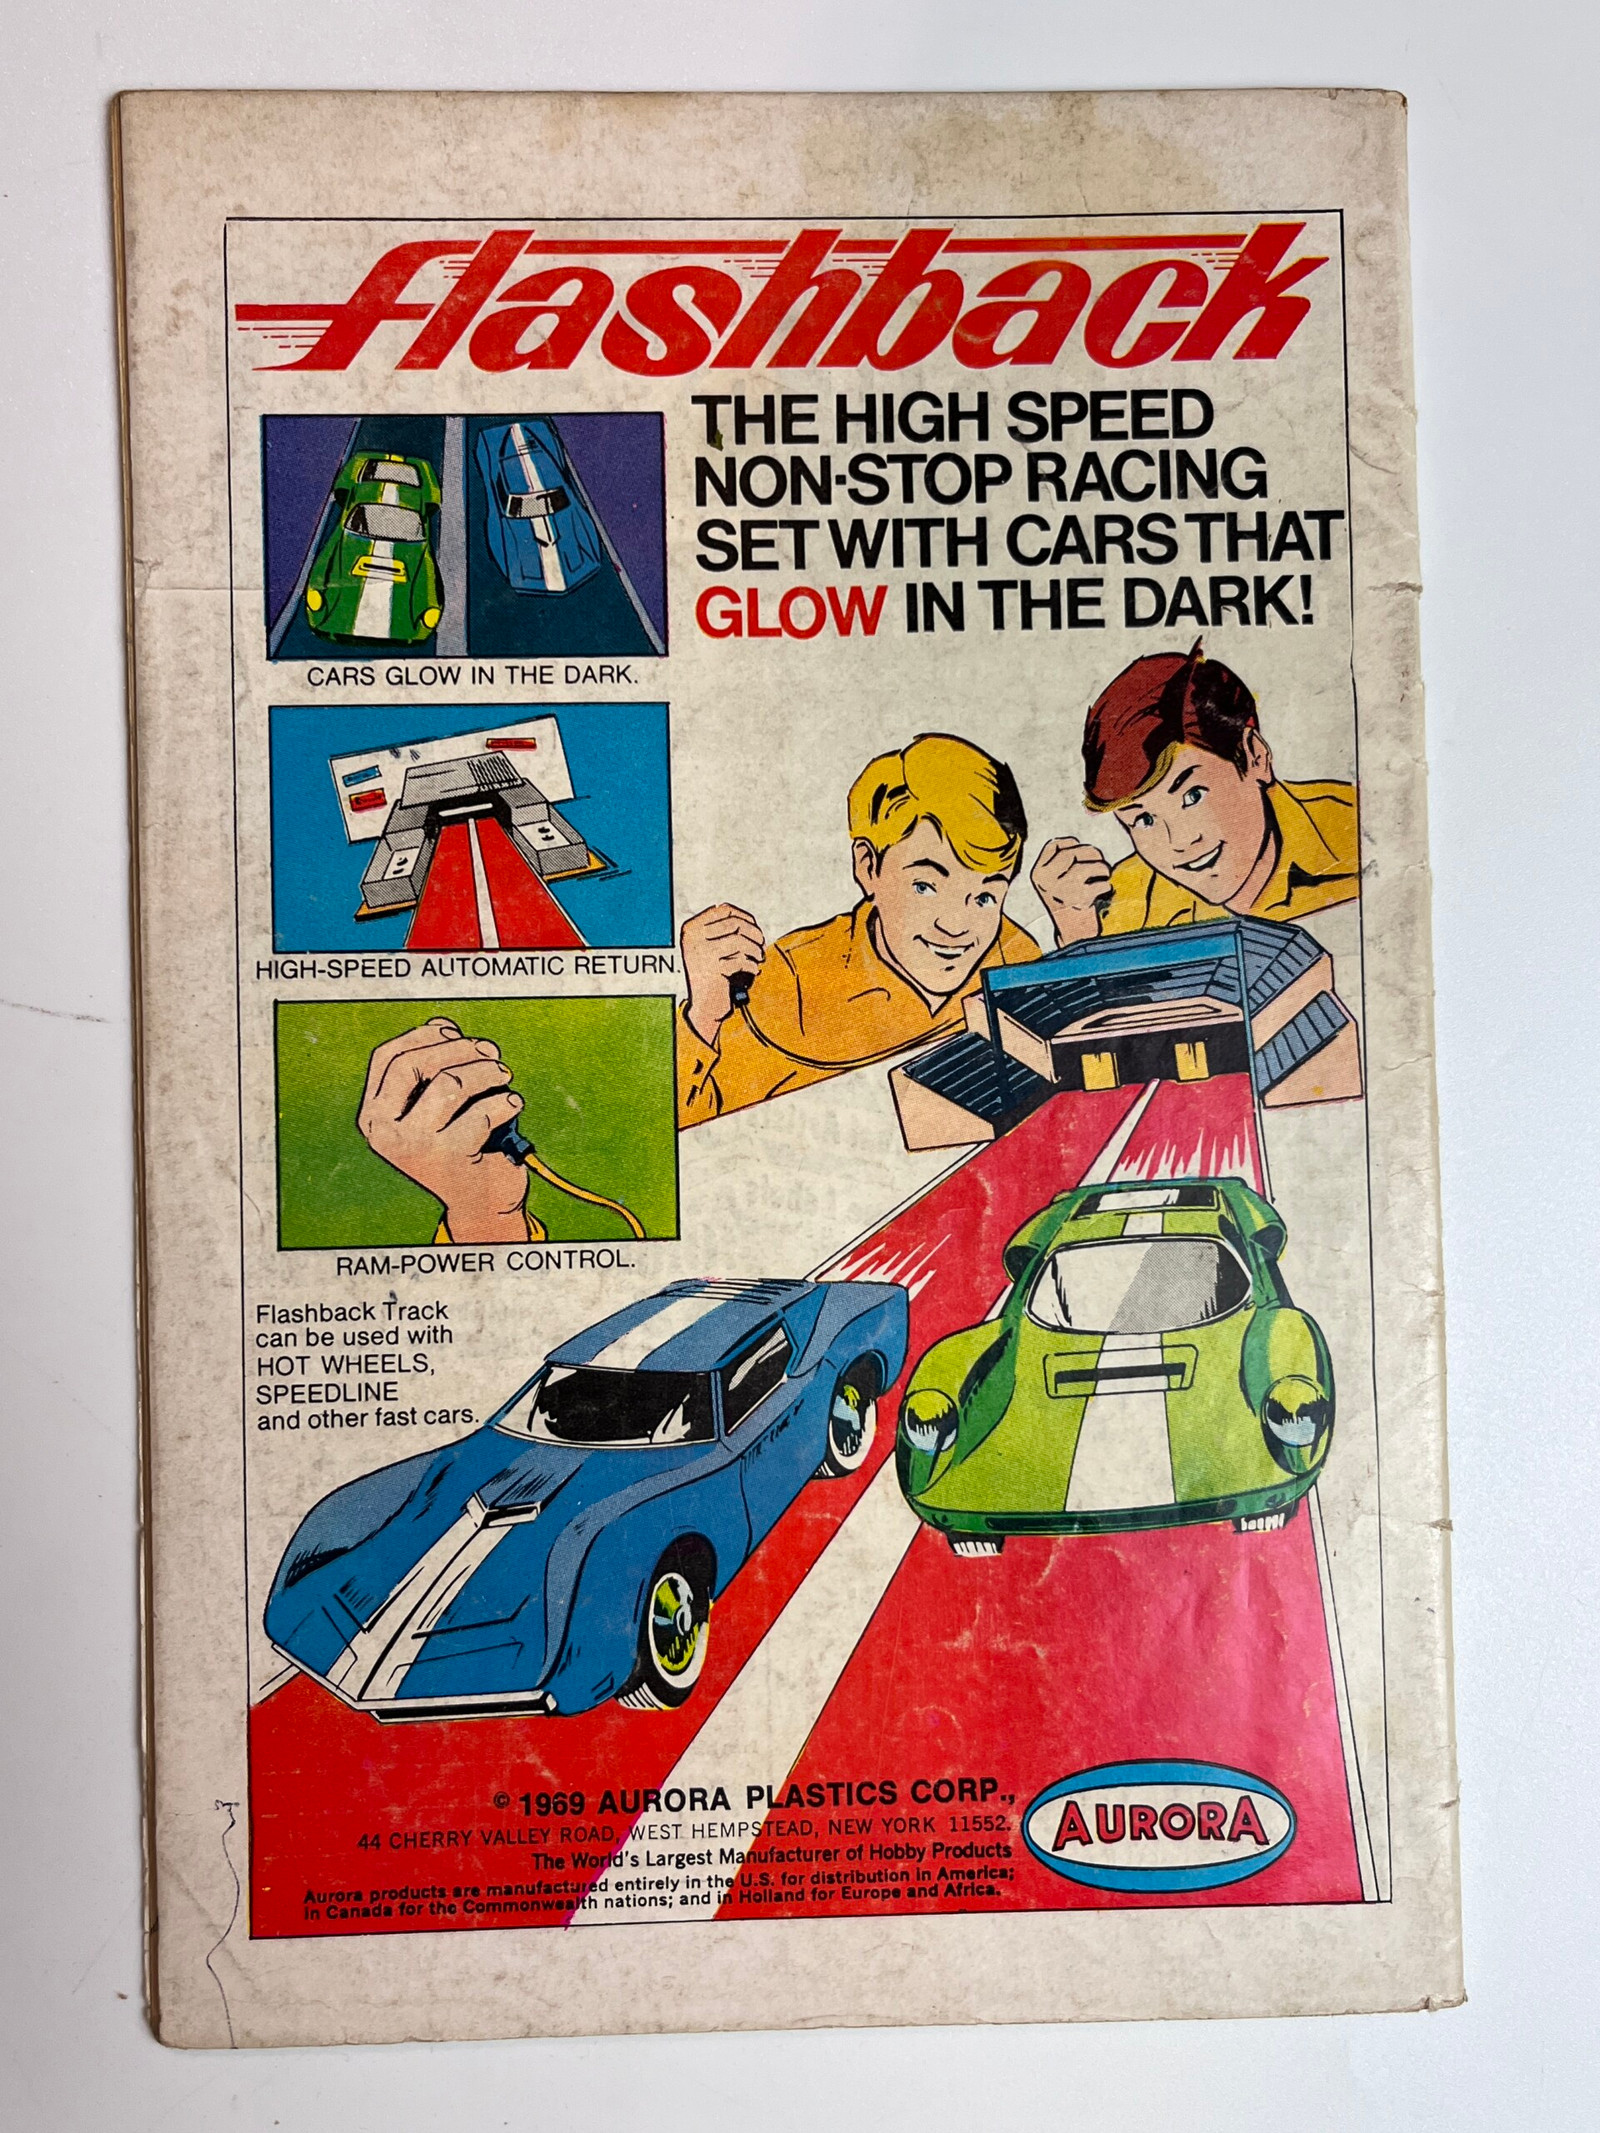 flashback
THE HIGH SPEED
NON-STOP RACING
SET WITH CARS THAT
GLOW IN THE DARK!
CARS GLOW IN THE DARK.
HIGH-SPEED AUTOMATIC RETURN.
RAM-POWER CONTROL.
Flashback Track
can be used with
HOT WHEELS,
SPEEDLINE
and other fast cars.
© 1969 AURORA PLASTICS CORP.,
44 CHERRY VALLEY ROAD, WEST HEMPSTEAD, NEW YORK 11552.
The World's Largest Manufacturer of Hobby Products
Aurora products are manufactured entirely in the U.S. for distribution in America;
in Canada for the Commonwealth nations; and in Holland for Europe and Africa.
AURORA